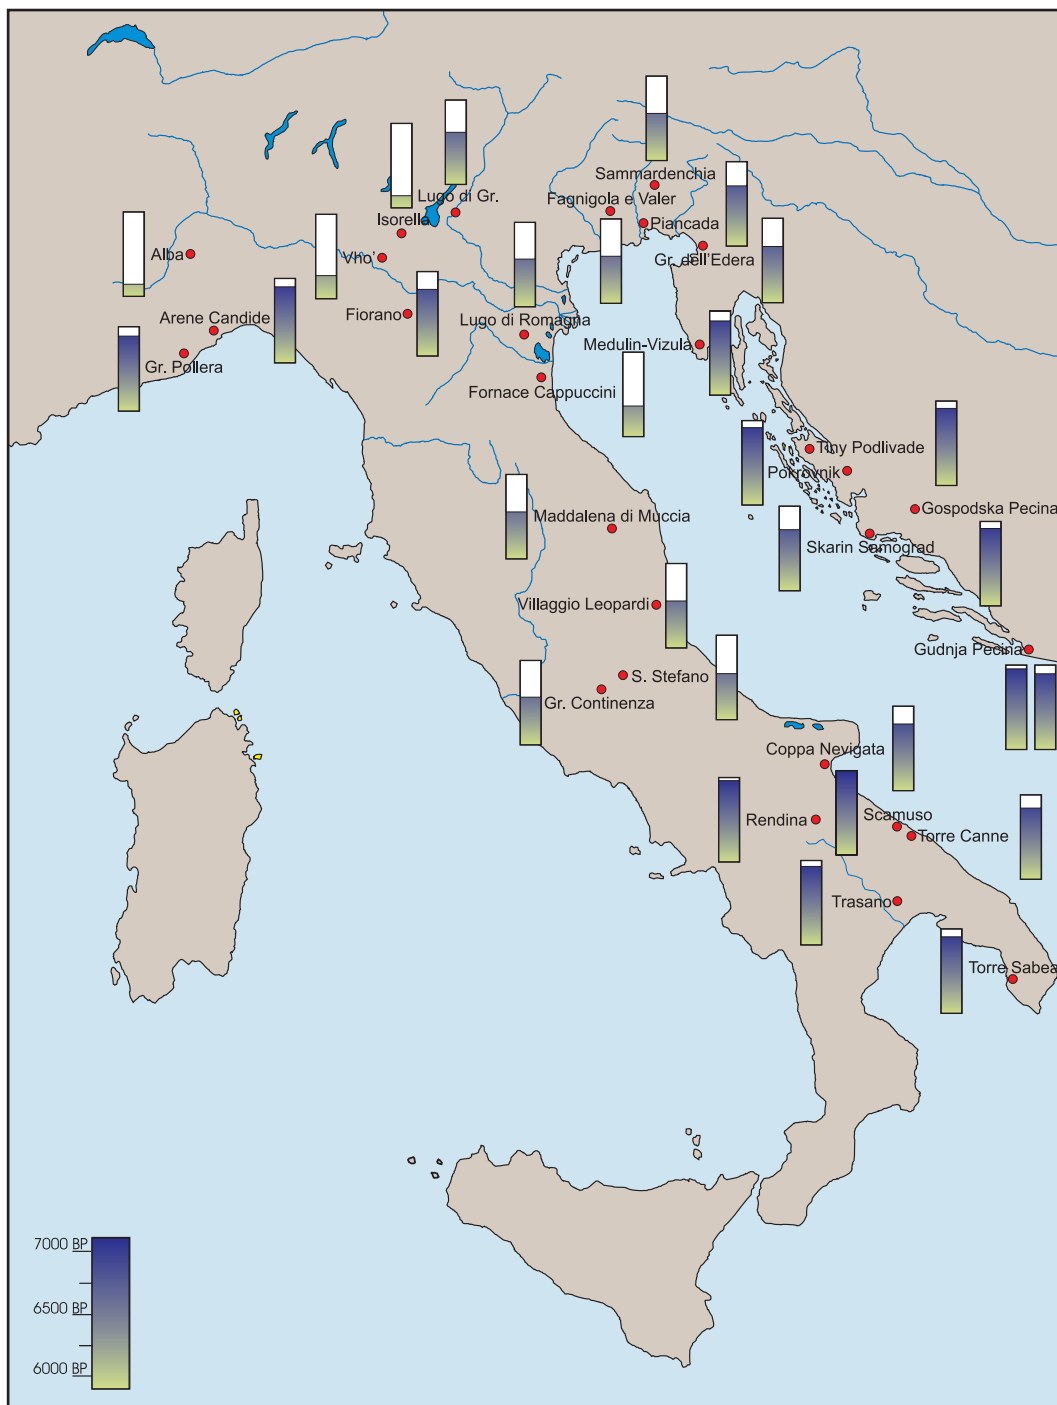 Sammardenchia
Lugo di Gr.
Fagnigola e Valer
Isorella
Piancada
Alba
Vho'
Gr. dell'Edera
Arene Candide
Fiorano
Lugo di Romagna
Medulin-Vizula
Gr. Pollera
Fornace Cappuccini
Tiny Podlivade
Pokrovnik
Gospodska Pecina
Maddalena di Muccia
Skarin Samograd
Villaggio Leopardi
Gudnja Pecina
S. Stefano
Gr. Continenza
Coppa Nevigata
Rendina
Scamuso
Torre Canne
Trasano
Torre Sabea
7000 BP
6500 BP
6000 BP